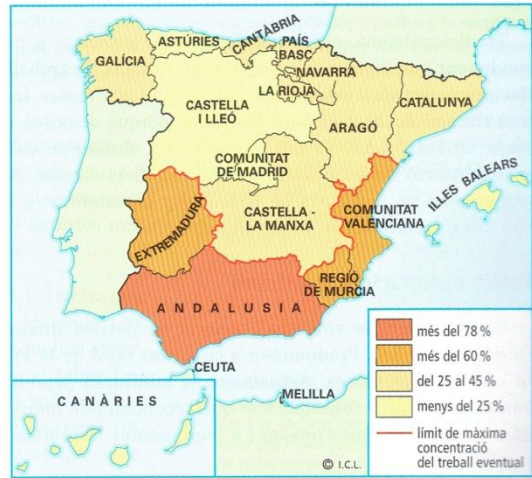 GALÍCIA
ASTÚRIES
CANTÀBRIA
PAÍS
BASC
NAVARRA
LA RIOJA
CASTELLA
I LLEÓ
ARAGÓ
CATALUNYA
COMUNITAT
DE MADRID
EXTREMADURA
CASTELLA -
LA MANXA
COMUNITAT
VALENCIANA
ILLES BALEARS
REGIÓ
DE MÚRCIA
ANDALUSIA
CEUTA
MELILLA
CANÀRIES
més del 78 %
més del 60 %
del 25 al 45 %
menys del 25 %
límit de màxima
concentració
del treball eventual
© I.C.L.